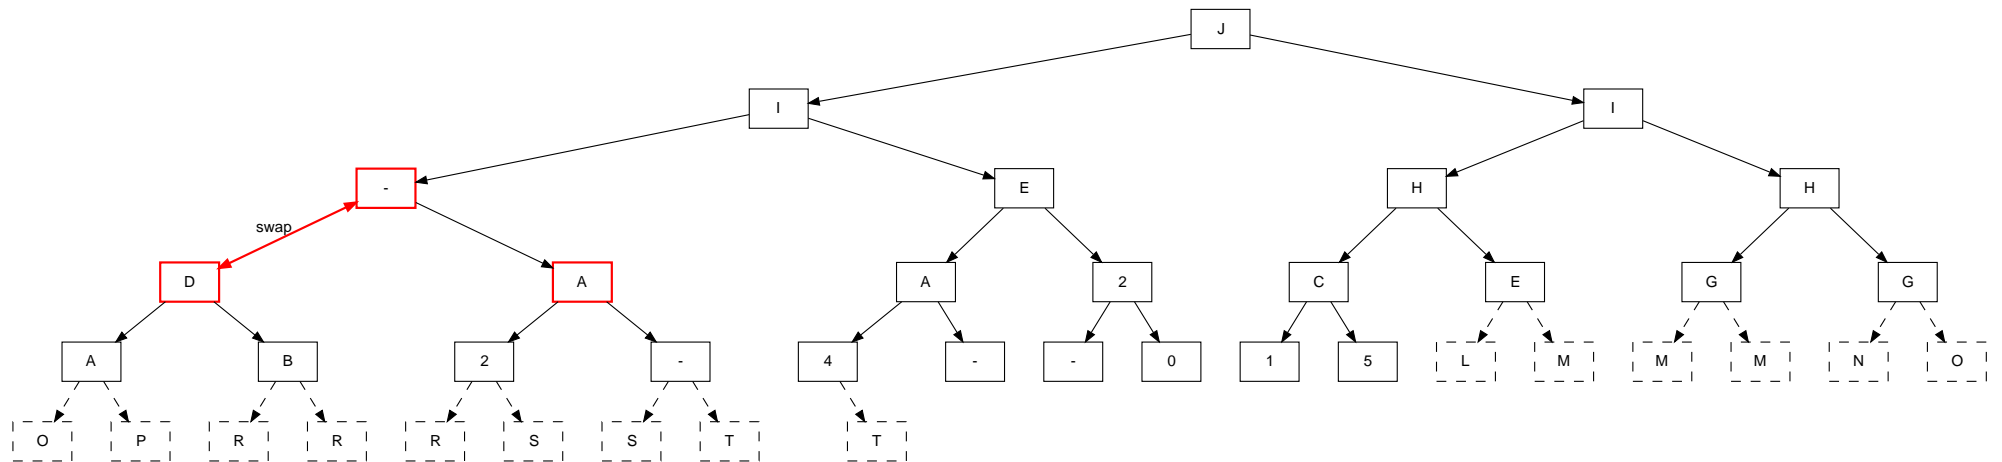 J
I I
- E H H
swap
D A A 2 C E G G
A B 2 - 4 - - 0 1 5 L M M M N O
O P R R R S S T T